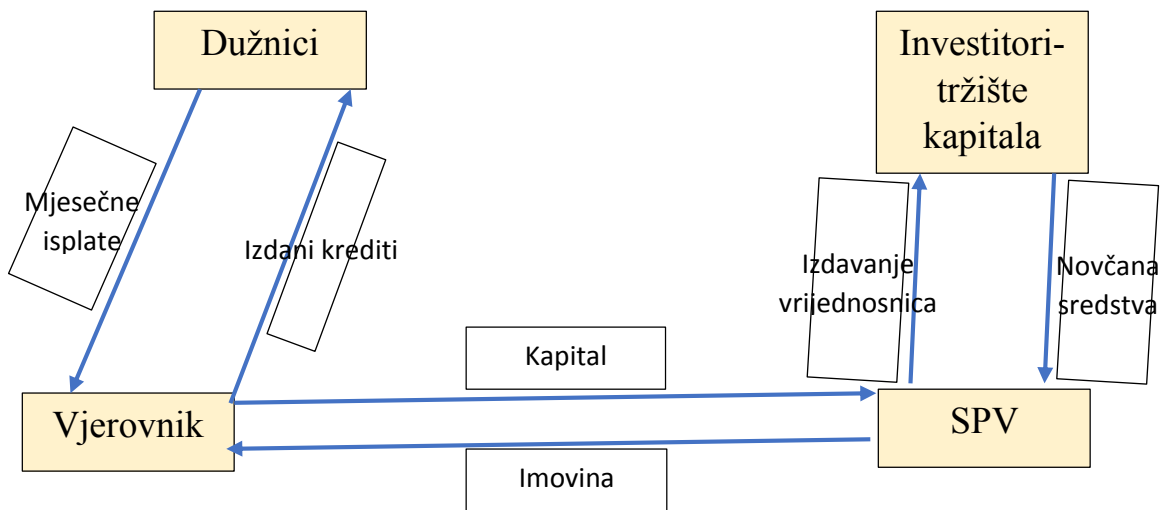 Dužnici
Investitori-
tržište
kapitala
Mjesečne
isplate
Izdani krediti
Izdavanje
vrijednosnica
Novčana
sredstva
Kapital
Vjerovnik
SPV
Imovina